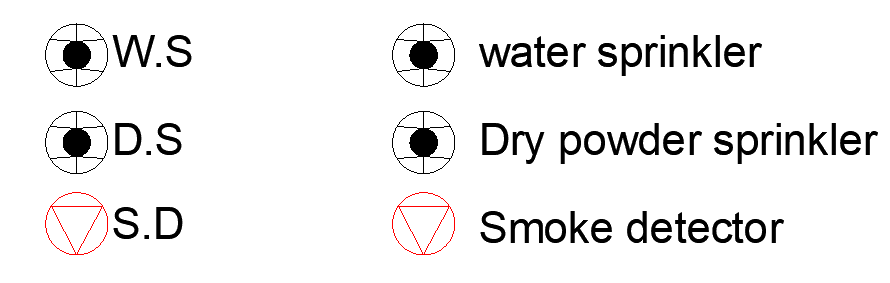 W.S water sprinkler
D.S Dry powder sprinkler
S.D Smoke detector